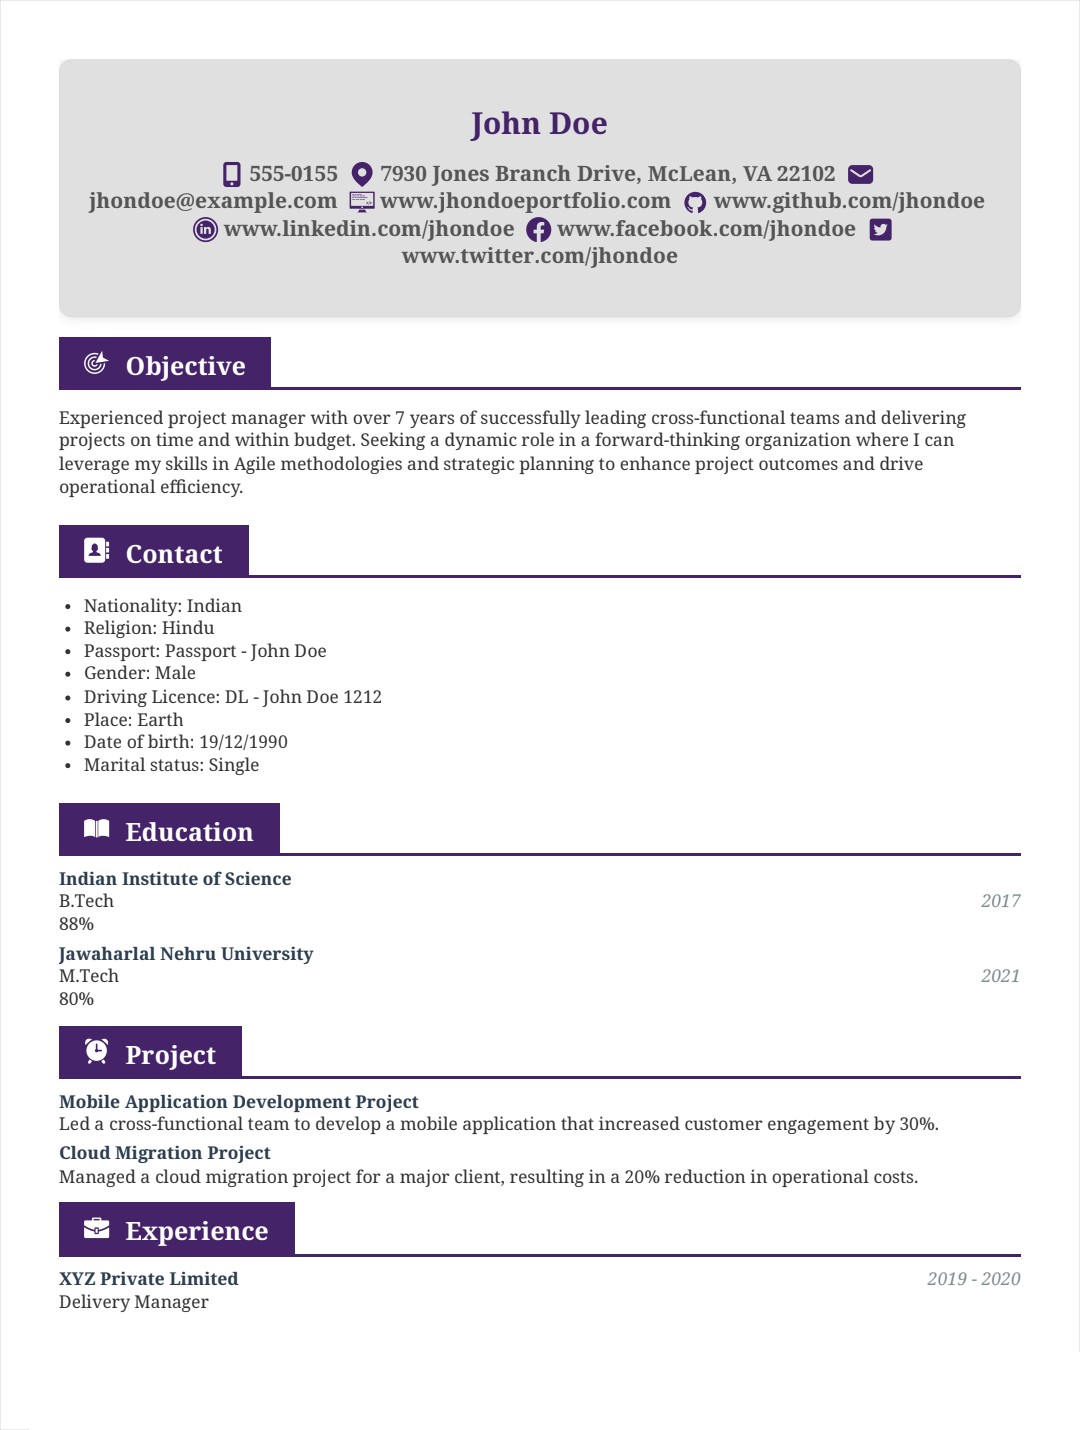 John Doe
555-0155 7930 Jones Branch Drive, McLean, VA 22102
jhondoe@example.com www.jhondoeportfolio.com www.github.com/jhondoe
www.linkedin.com/jhondoe www.facebook.com/jhondoe
www.twitter.com/jhondoe
Objective
Experienced project manager with over 7 years of successfully leading cross-functional teams and delivering
projects on time and within budget. Seeking a dynamic role in a forward-thinking organization where I can
leverage my skills in Agile methodologies and strategic planning to enhance project outcomes and drive
operational efficiency.
Contact
• Nationality: Indian
• Religion: Hindu
• Passport: Passport - John Doe
• Gender: Male
• Driving Licence: DL - John Doe 1212
• Place: Earth
• Date of birth: 19/12/1990
• Marital status: Single
Education
Indian Institute of Science
B.Tech 2017
88%
Jawaharlal Nehru University
M.Tech 2021
80%
Project
Mobile Application Development Project
Led a cross-functional team to develop a mobile application that increased customer engagement by 30%.
Cloud Migration Project
Managed a cloud migration project for a major client, resulting in a 20% reduction in operational costs.
Experience
XYZ Private Limited 2019 - 2020
Delivery Manager